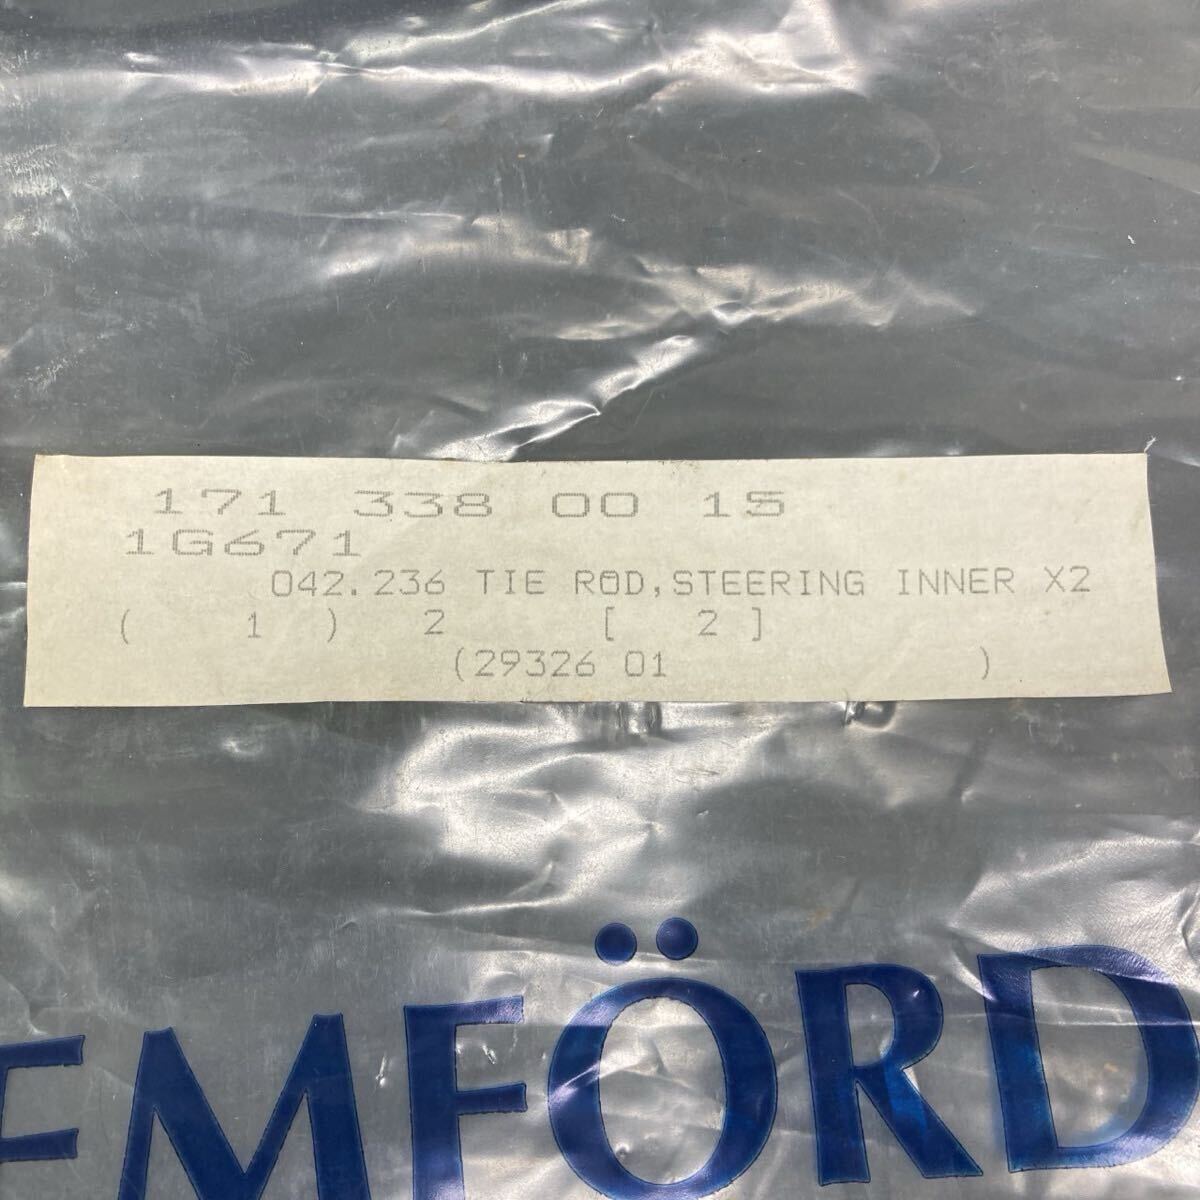 171 338 00 15
1G671
042.236 TIE ROD,STEERING INNER X2
( 1 ) 2 [ 2 ]
(29326 01 )
EMFÖRD